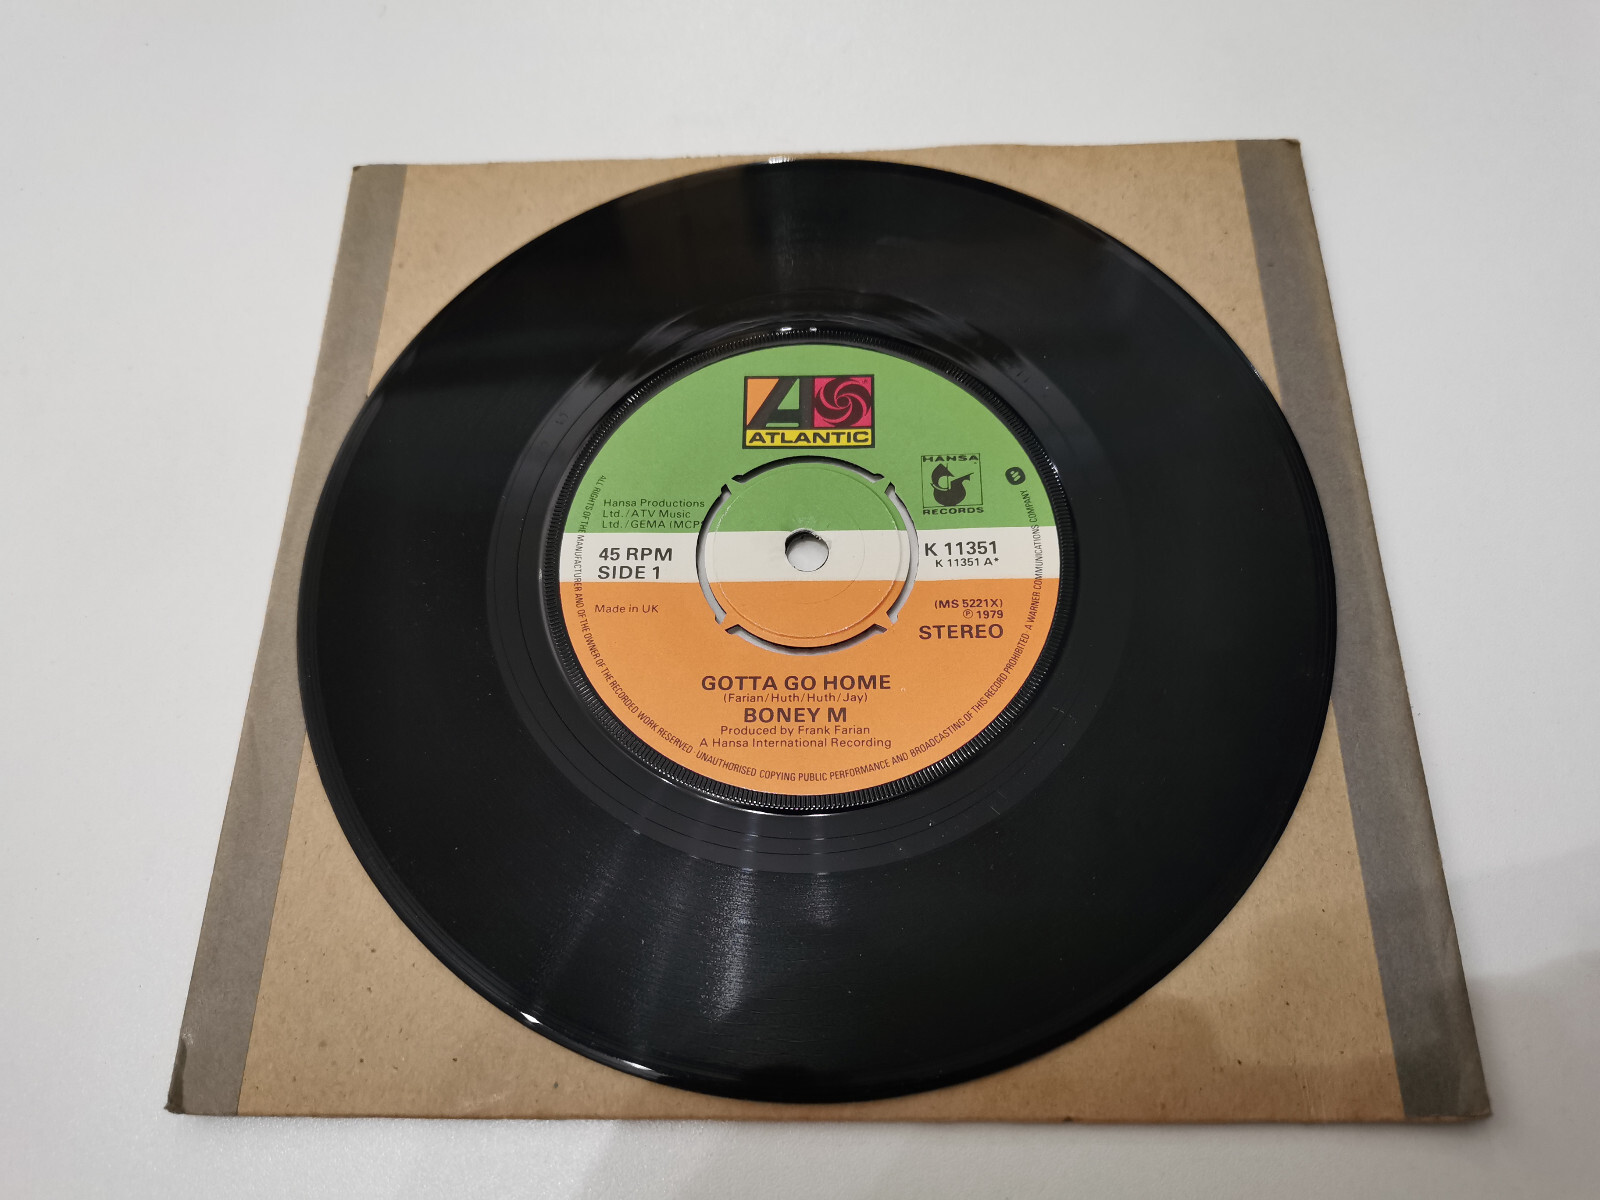 ATLANTIC
HANSA
RECORDS
Hansa Productions
Ltd./ATV Music
Ltd./GEMA (MCPS
45 RPM
SIDE 1
K 11351
K 11351 A*
Made in UK
(MS 5221X)
℗ 1979
STEREO
GOTTA GO HOME
(Farian/Huth/Huth/Jay)
BONEY M
Produced by Frank Farian
A Hansa International Recording
ALL RIGHTS OF THE MANUFACTURER AND OF THE OWNER OF THE RECORDED WORK RESERVED UNAUTHORISED COPYING PUBLIC PERFORMANCE AND BROADCASTING OF THIS RECORD PROHIBITED A WARNER COMMUNICATIONS COMPANY